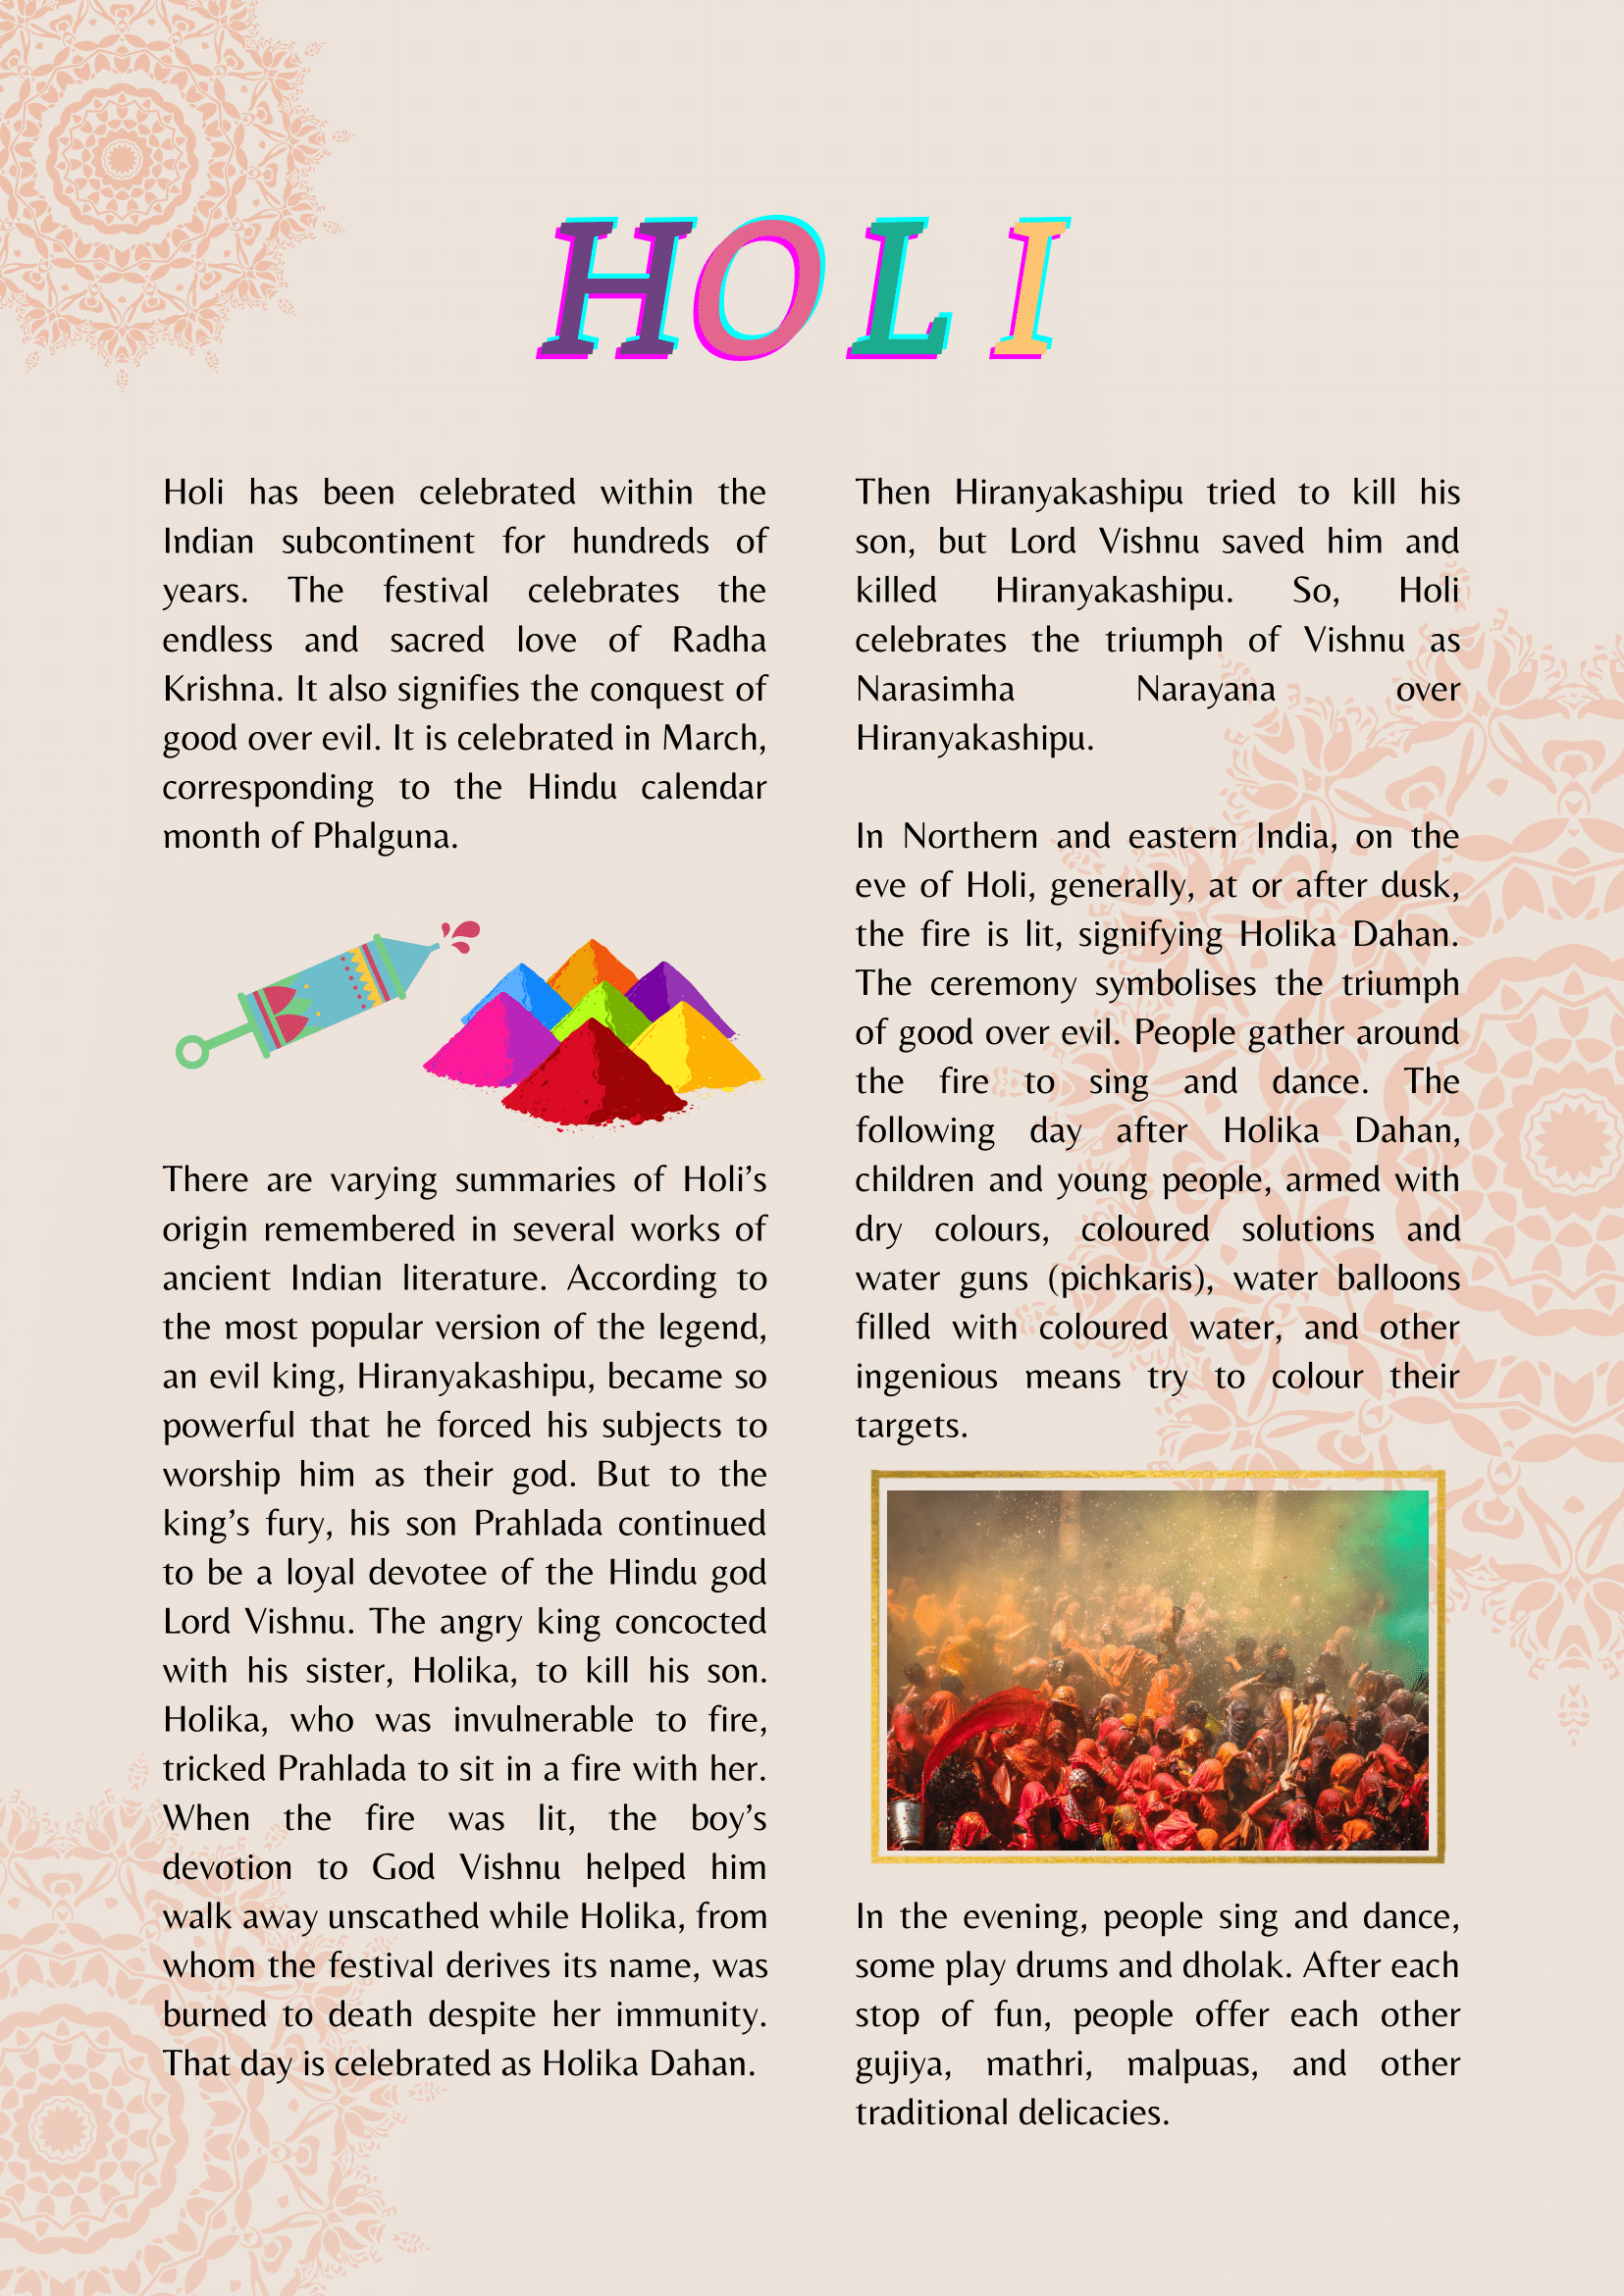 HOLI
Holi has been celebrated within the
Indian subcontinent for hundreds of
years. The festival celebrates the
endless and sacred love of Radha
Krishna. It also signifies the conquest of
good over evil. It is celebrated in March,
corresponding to the Hindu calendar
month of Phalguna.
There are varying summaries of Holi’s
origin remembered in several works of
ancient Indian literature. According to
the most popular version of the legend,
an evil king, Hiranyakashipu, became so
powerful that he forced his subjects to
worship him as their god. But to the
king’s fury, his son Prahlada continued
to be a loyal devotee of the Hindu god
Lord Vishnu. The angry king concocted
with his sister, Holika, to kill his son.
Holika, who was invulnerable to fire,
tricked Prahlada to sit in a fire with her.
When the fire was lit, the boy’s
devotion to God Vishnu helped him
walk away unscathed while Holika, from
whom the festival derives its name, was
burned to death despite her immunity.
That day is celebrated as Holika Dahan.
Then Hiranyakashipu tried to kill his
son, but Lord Vishnu saved him and
killed Hiranyakashipu. So, Holi
celebrates the triumph of Vishnu as
Narasimha Narayana over
Hiranyakashipu.
In Northern and eastern India, on the
eve of Holi, generally, at or after dusk,
the fire is lit, signifying Holika Dahan.
The ceremony symbolises the triumph
of good over evil. People gather around
the fire to sing and dance. The
following day after Holika Dahan,
children and young people, armed with
dry colours, coloured solutions and
water guns (pichkaris), water balloons
filled with coloured water, and other
ingenious means try to colour their
targets.
In the evening, people sing and dance,
some play drums and dholak. After each
stop of fun, people offer each other
gujiya, mathri, malpuas, and other
traditional delicacies.